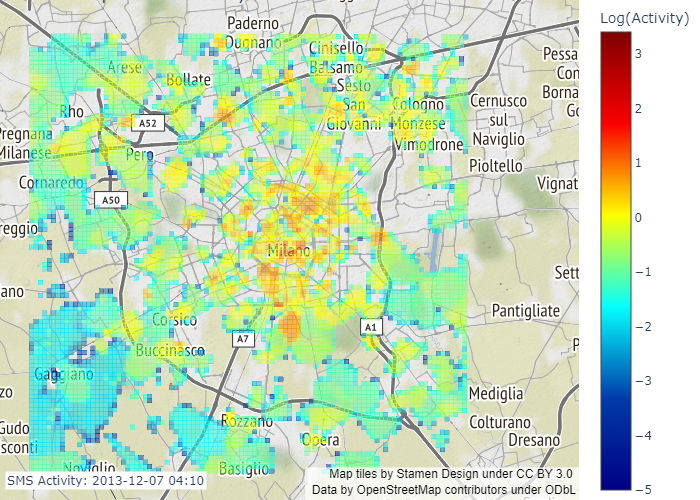 Log(Activity)
3
2
1
0
−1
−2
−3
−4
−5
Paderno
Dugnano
Cinisello
Balsamo
Sesto
San
Giovanni
Arese
Bollate
Rho
A52
Pregnana
Milanese
Pero
Cologno
Monzese
Vimodrone
Cernusco
sul
Naviglio
Pioltello
Pessa
Con
Borna
Go
Vignat
Cornaredo
A50
reggio
Milano
Sett
ano
Pantigliate
Corsico
A7
A1
Buccinasco
Gaggiano
P
zo
Mediglia
Gudo
sconti
Rozzano
Opera
Colturano
Dresano
Noviglio
Basiglio
SMS Activity: 2013-12-07 04:10
Map tiles by Stamen Design under CC BY 3.0
Data by OpenStreetMap contributors under ODbL